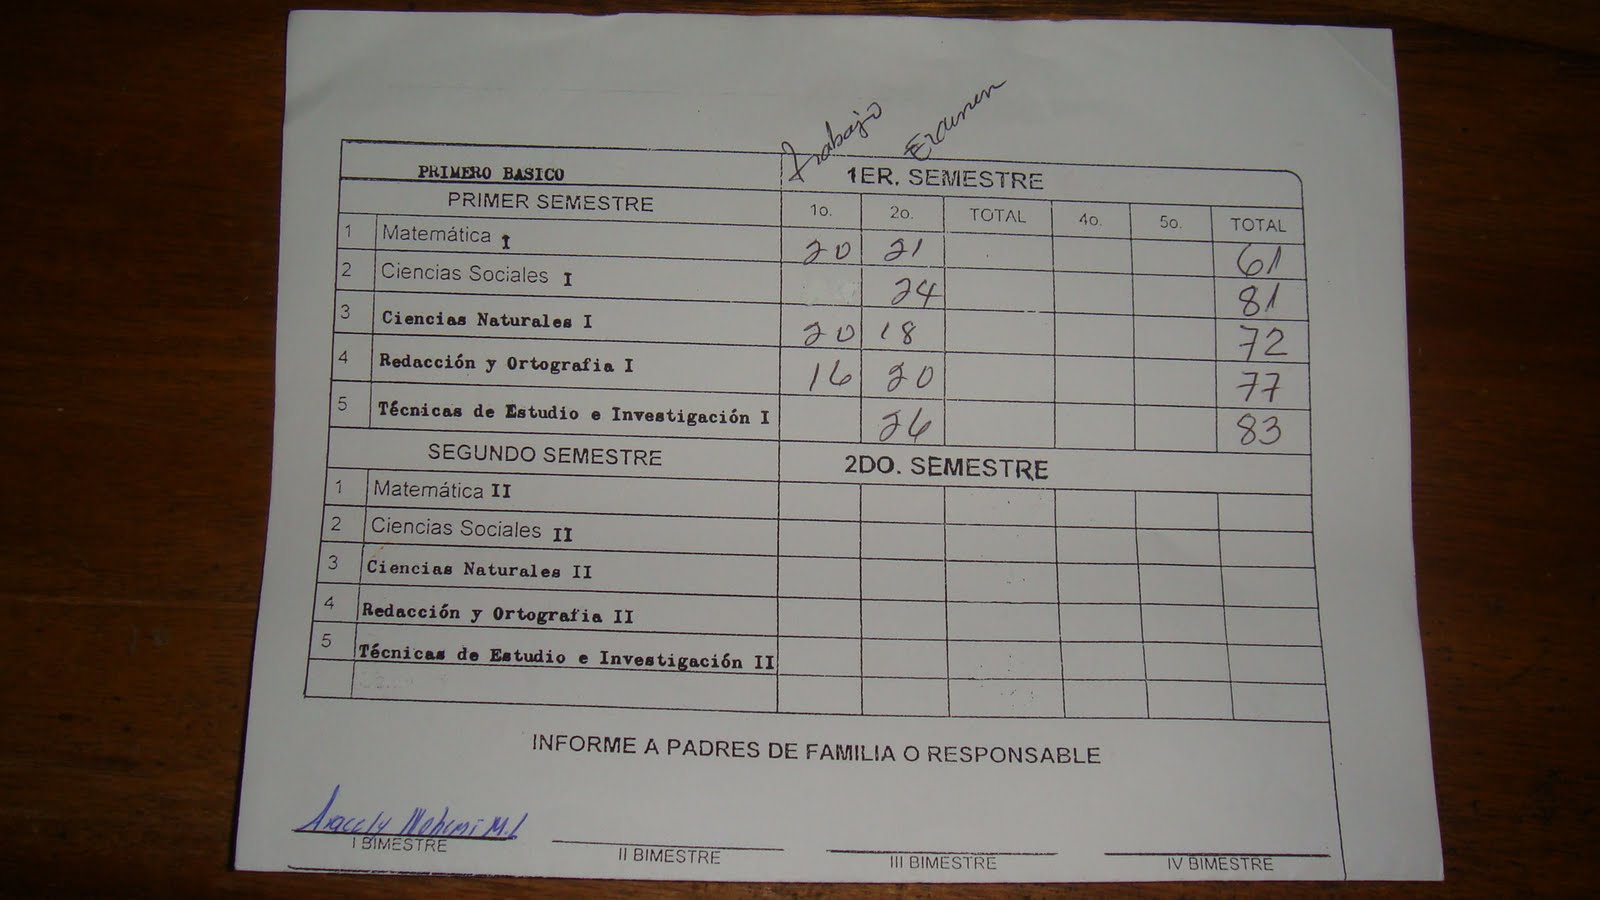 Trabajo Examen
PRIMERO BASICO 1ER. SEMESTRE
PRIMER SEMESTRE 1o. 2o. TOTAL 4o. 5o. TOTAL
1 Matemática I 20 21 61
2 Ciencias Sociales I 24 81
3 Ciencias Naturales I 20 18 72
4 Redacción y Ortografia I 16 20 77
5 Técnicas de Estudio e Investigación I 26 83
SEGUNDO SEMESTRE 2DO. SEMESTRE
1 Matemática II
2 Ciencias Sociales II
3 Ciencias Naturales II
4 Redacción y Ortografia II
5 Técnicas de Estudio e Investigación II
INFORME A PADRES DE FAMILIA O RESPONSABLE
Aracely Nohemi M.L
I BIMESTRE II BIMESTRE III BIMESTRE IV BIMESTRE